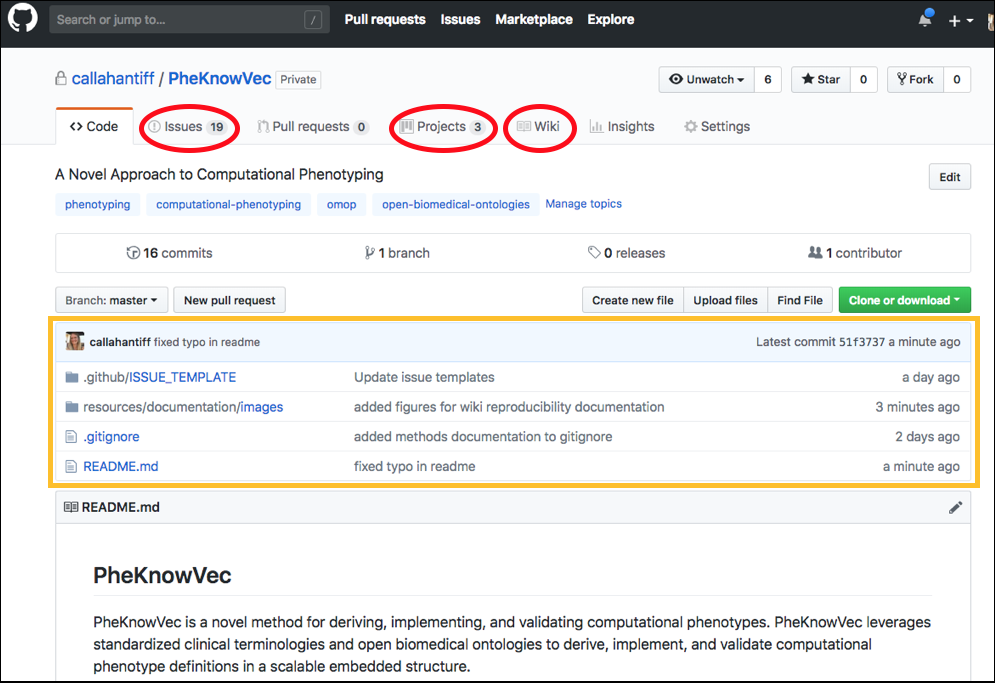 Search or jump to... / Pull requests Issues Marketplace Explore
callahantiff / PheKnowVec Private Unwatch 6 Star 0 Fork 0
Code Issues 19 Pull requests 0 Projects 3 Wiki Insights Settings
A Novel Approach to Computational Phenotyping Edit
phenotyping computational-phenotyping omop open-biomedical-ontologies Manage topics
16 commits 1 branch 0 releases 1 contributor
Branch: master New pull request Create new file Upload files Find File Clone or download
callahantiff fixed typo in readme Latest commit 51f3737 a minute ago
.github/ISSUE_TEMPLATE Update issue templates a day ago
resources/documentation/images added figures for wiki reproducibility documentation 3 minutes ago
.gitignore added methods documentation to gitignore 2 days ago
README.md fixed typo in readme a minute ago
README.md
PheKnowVec
PheKnowVec is a novel method for deriving, implementing, and validating computational phenotypes. PheKnowVec leverages
standardized clinical terminologies and open biomedical ontologies to derive, implement, and validate computational
phenotype definitions in a scalable embedded structure.